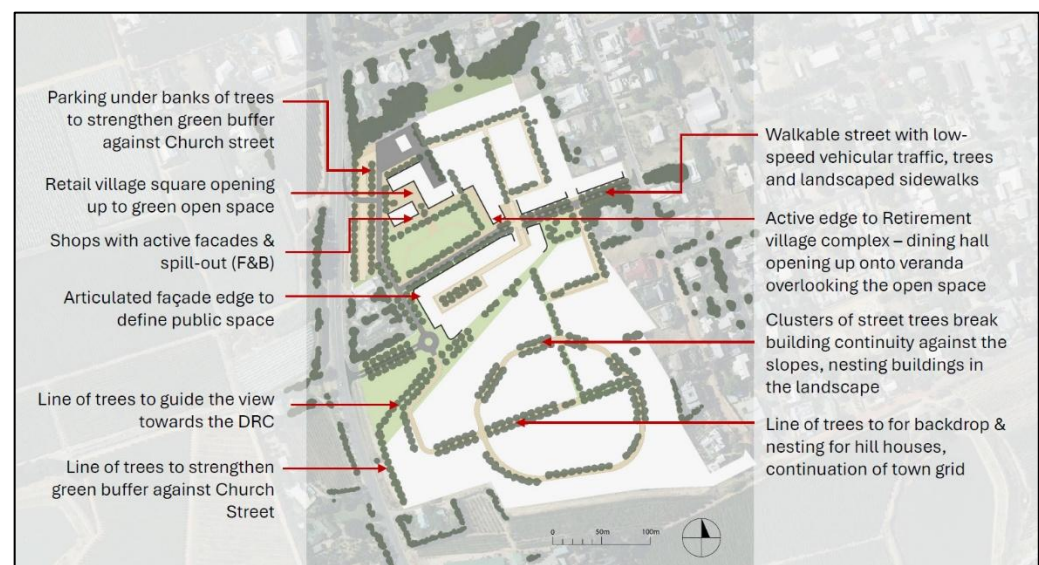 Parking under banks of trees
to strengthen green buffer
against Church street
Retail village square opening
up to green open space
Shops with active facades &
spill-out (F&B)
Articulated façade edge to
define public space
Line of trees to guide the view
towards the DRC
Line of trees to strengthen
green buffer against Church
Street
Walkable street with low-
speed vehicular traffic, trees
and landscaped sidewalks
Active edge to Retirement
village complex – dining hall
opening up onto veranda
overlooking the open space
Clusters of street trees break
building continuity against the
slopes, nesting buildings in
the landscape
Line of trees to for backdrop &
nesting for hill houses,
continuation of town grid
0 50m 100m